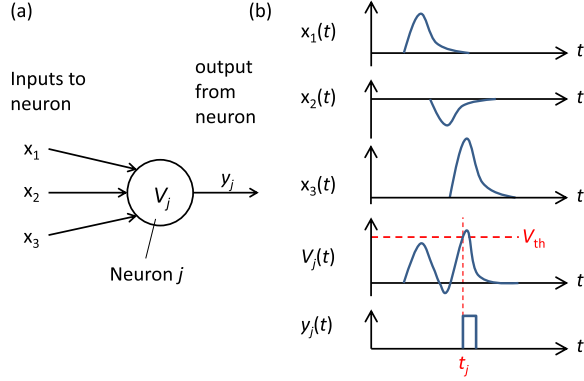 (a)
Inputs to
neuron
output
from
neuron
x₁
x₂
x₃
Vⱼ
yⱼ
Neuron j
(b)
x₁(t)
t
x₂(t)
t
x₃(t)
t
Vⱼ(t)
Vth
t
yⱼ(t)
t
tⱼ